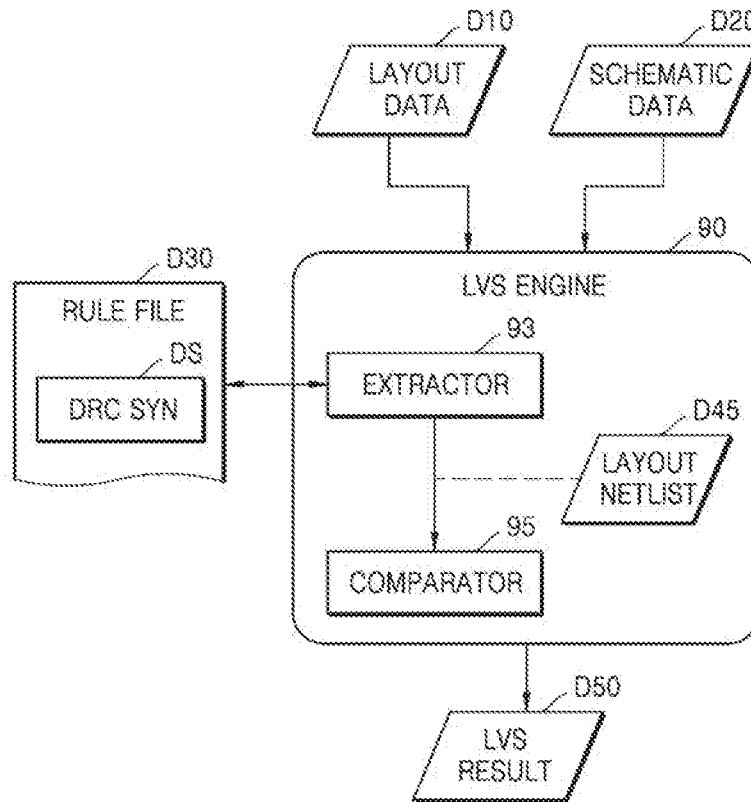 D10
LAYOUT
DATA
D20
SCHEMATIC
DATA
90
LVS ENGINE
D30
RULE FILE
DS
DRC SYN
93
EXTRACTOR
D45
LAYOUT
NETLIST
95
COMPARATOR
D50
LVS
RESULT